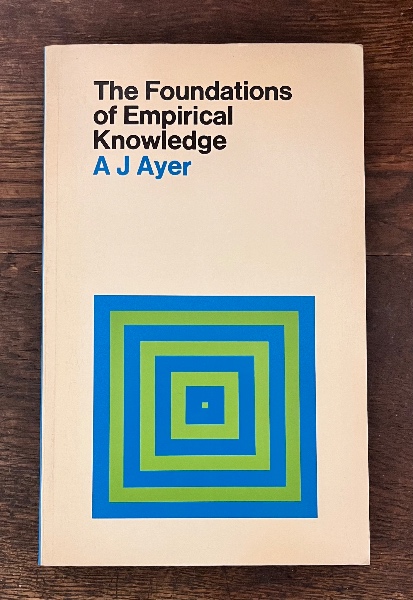 The Foundations
of Empirical
Knowledge
A J Ayer